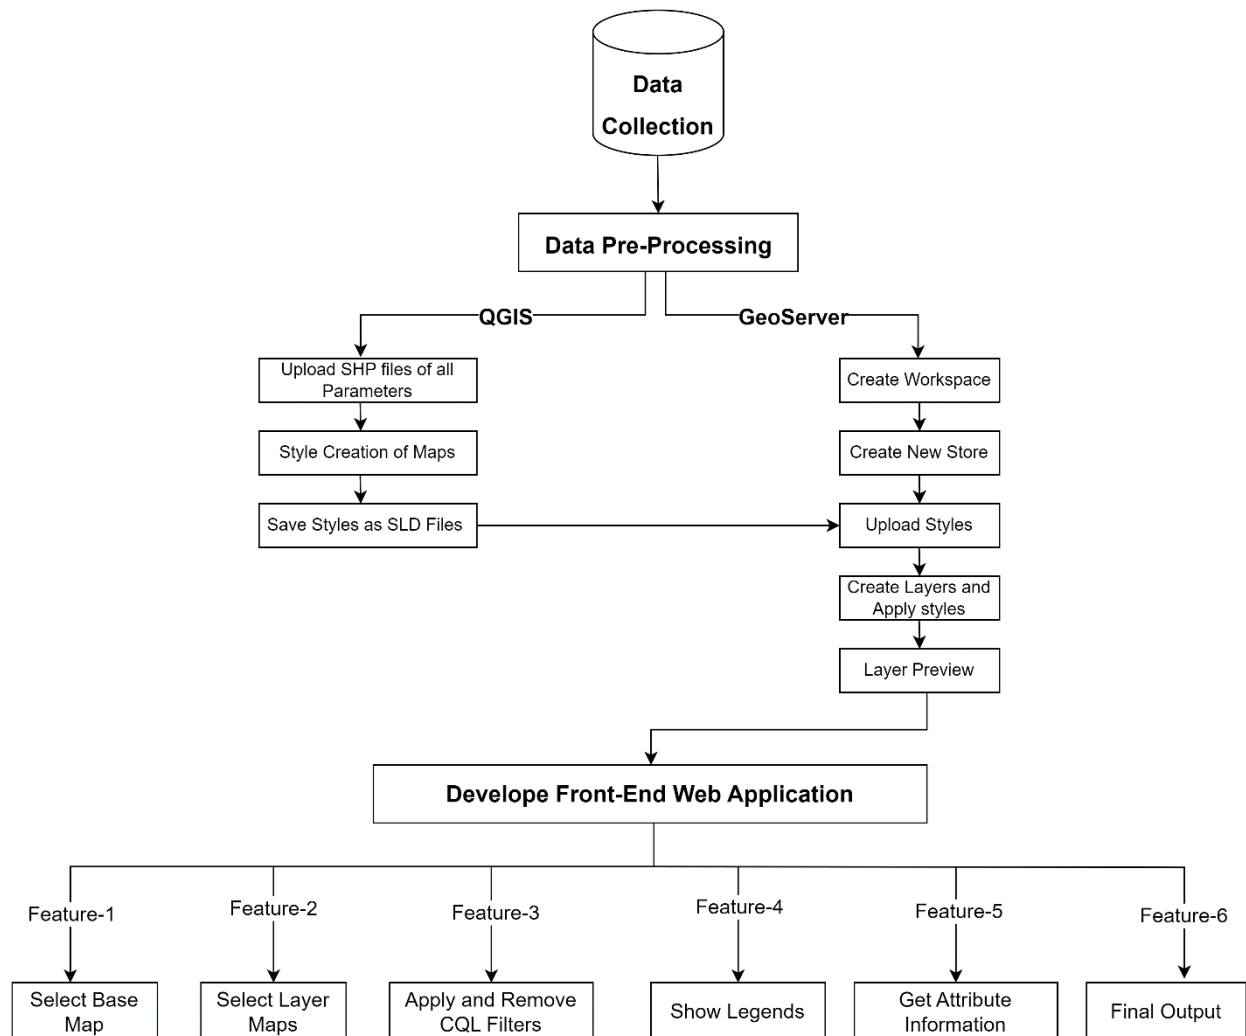 Data
Collection
Data Pre-Processing
QGIS
GeoServer
Upload SHP files of all
Parameters
Create Workspace
Style Creation of Maps
Create New Store
Save Styles as SLD Files
Upload Styles
Create Layers and
Apply styles
Layer Preview
Develope Front-End Web Application
Feature-1
Feature-2
Feature-3
Feature-4
Feature-5
Feature-6
Select Base
Map
Select Layer
Maps
Apply and Remove
CQL Filters
Show Legends
Get Attribute
Information
Final Output